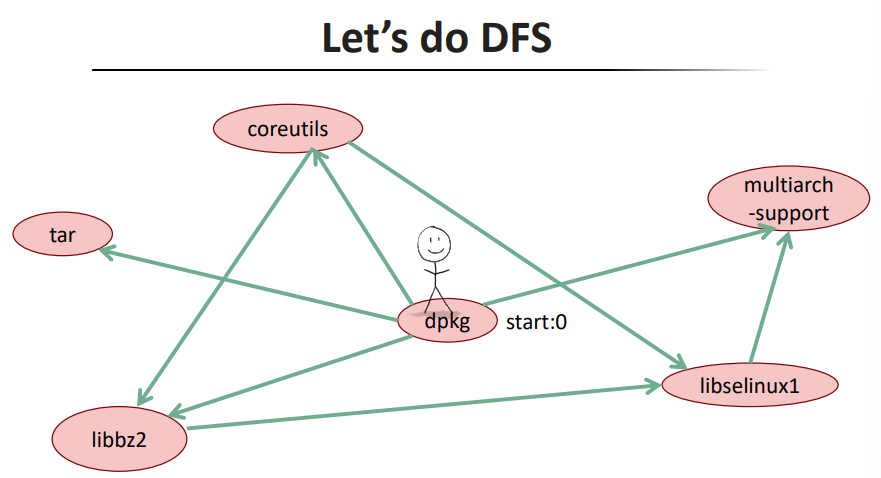 Let’s do DFS
coreutils
multiarch
-support
tar
dpkg
start:0
libselinux1
libbz2